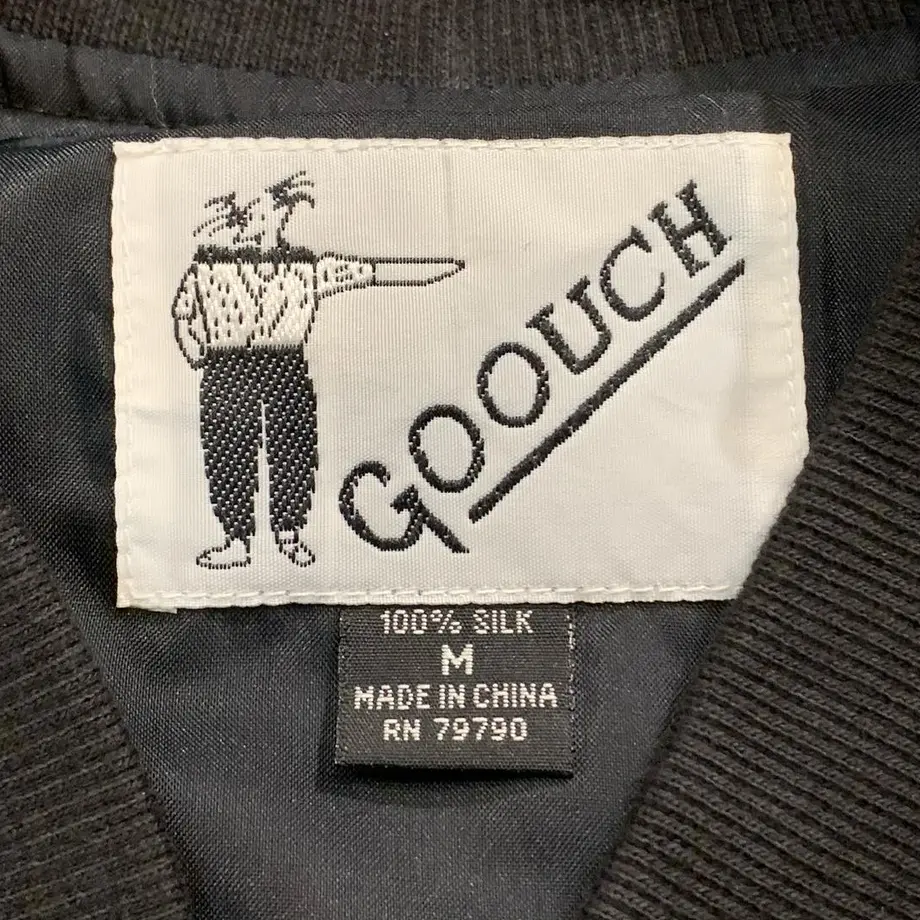 GOOUCH
100% SILK
M
MADE IN CHINA
RN 79790